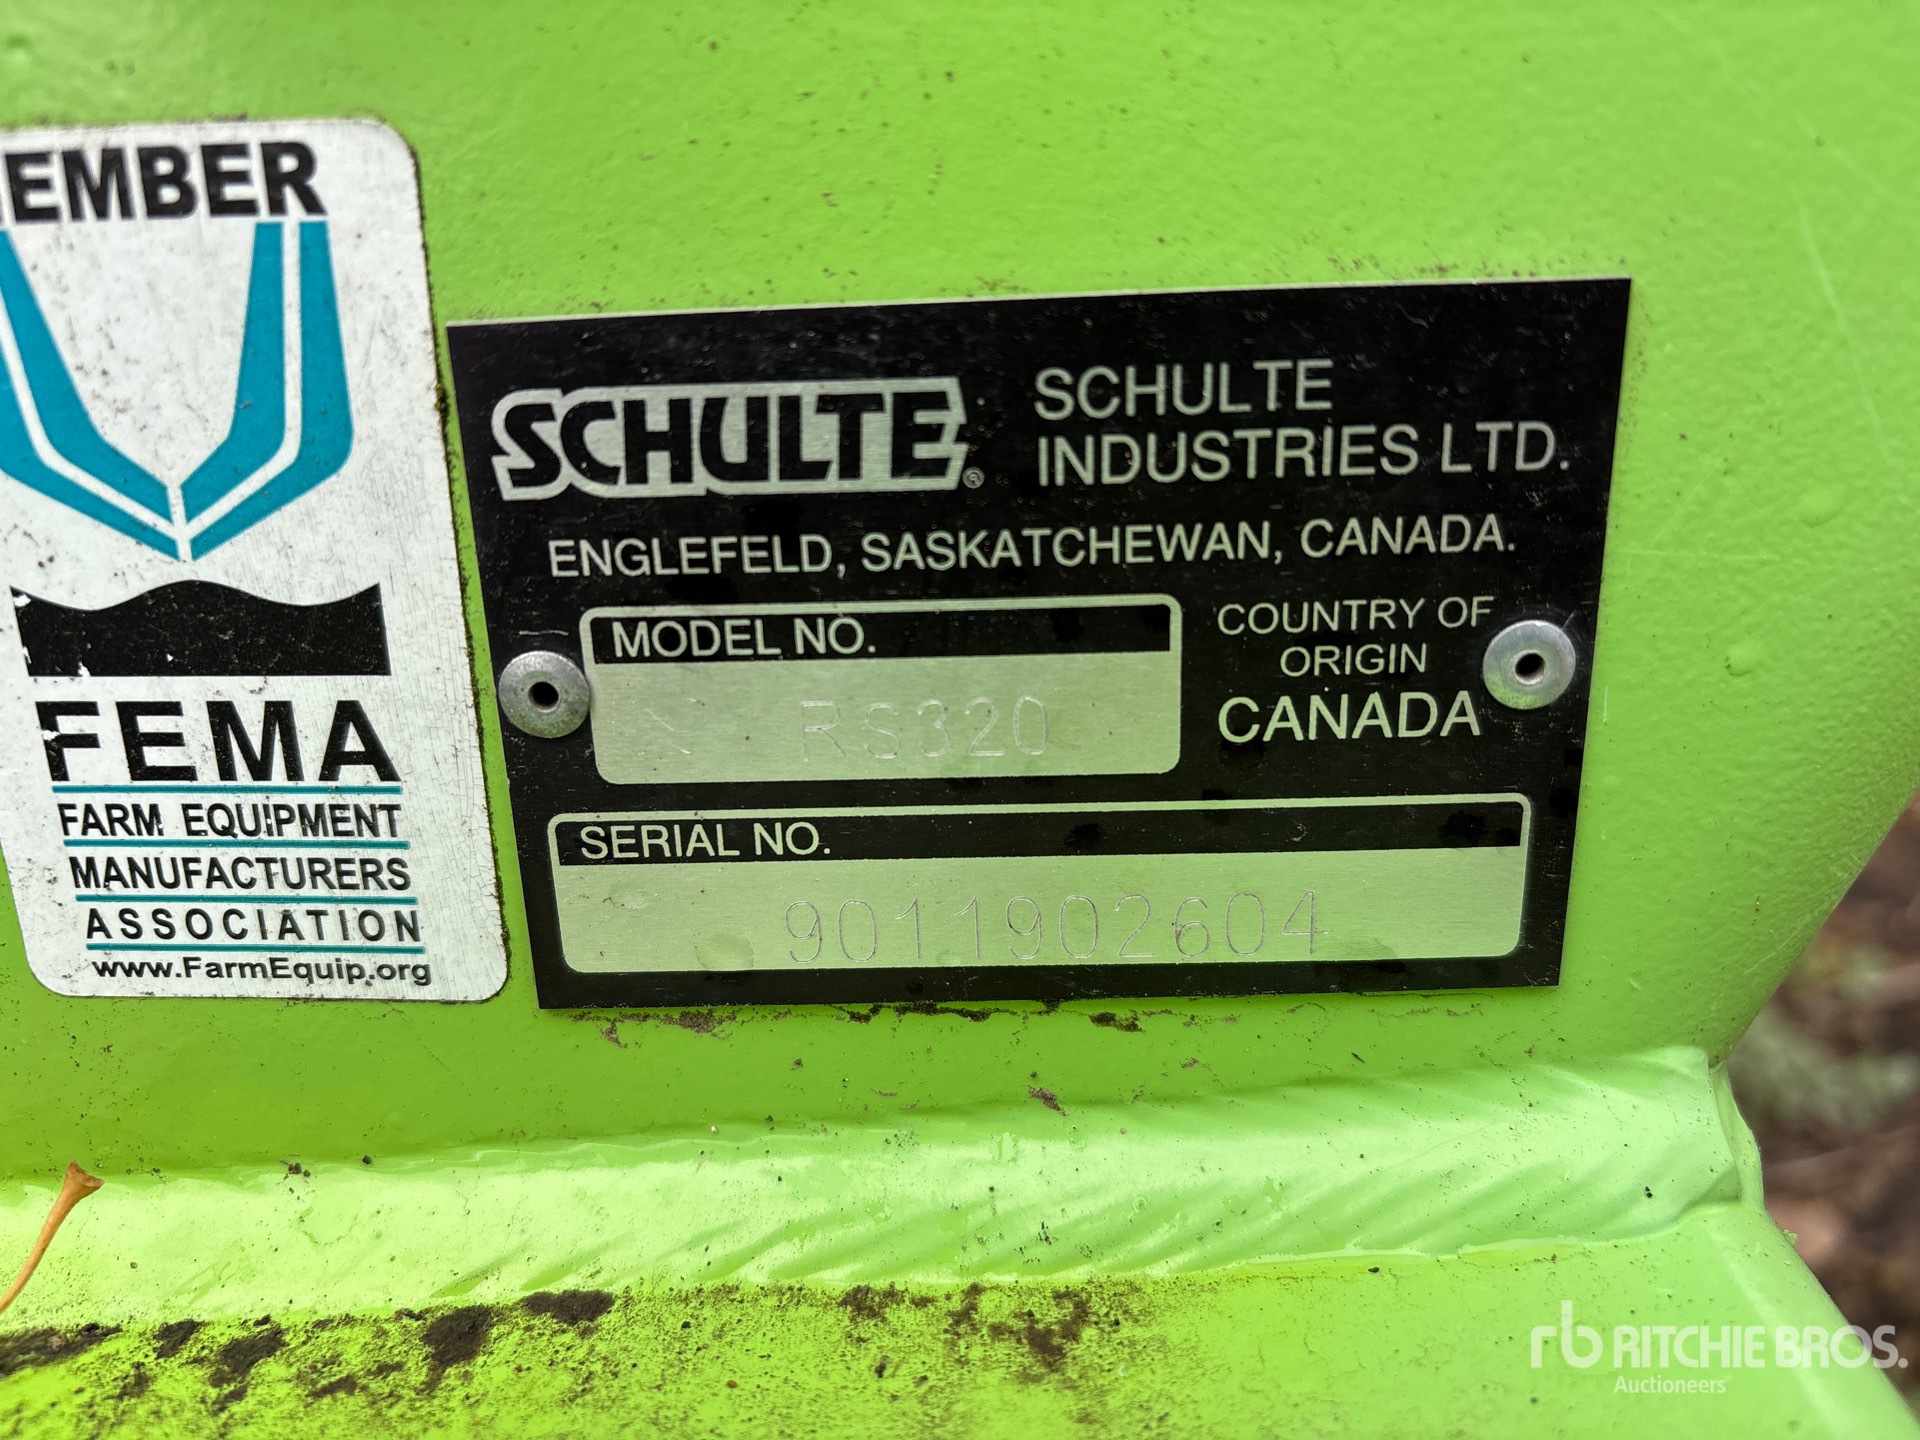 EMBER
FEMA
FARM EQUIPMENT
MANUFACTURERS
ASSOCIATION
www.FarmEquip.org
SCHULTE®
SCHULTE
INDUSTRIES LTD.
ENGLEFELD, SASKATCHEWAN, CANADA.
MODEL NO.
RS320
COUNTRY OF
ORIGIN
CANADA
SERIAL NO.
9011902604
rb RITCHIE BROS.
Auctioneers